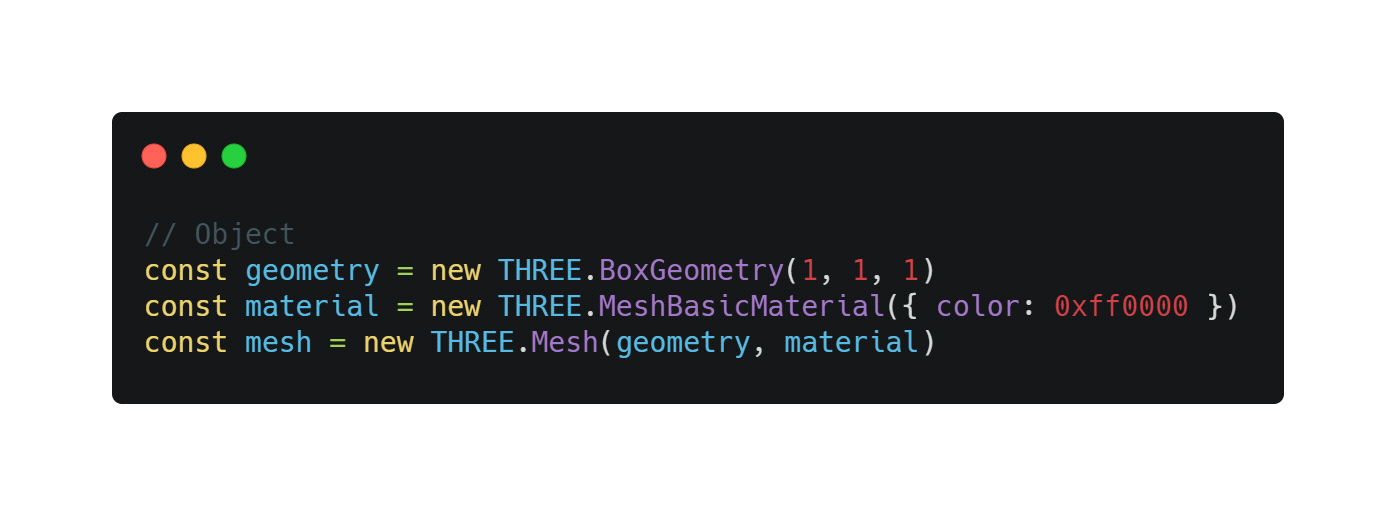 // Object
const geometry = new THREE.BoxGeometry(1, 1, 1)
const material = new THREE.MeshBasicMaterial({ color: 0xff0000 })
const mesh = new THREE.Mesh(geometry, material)